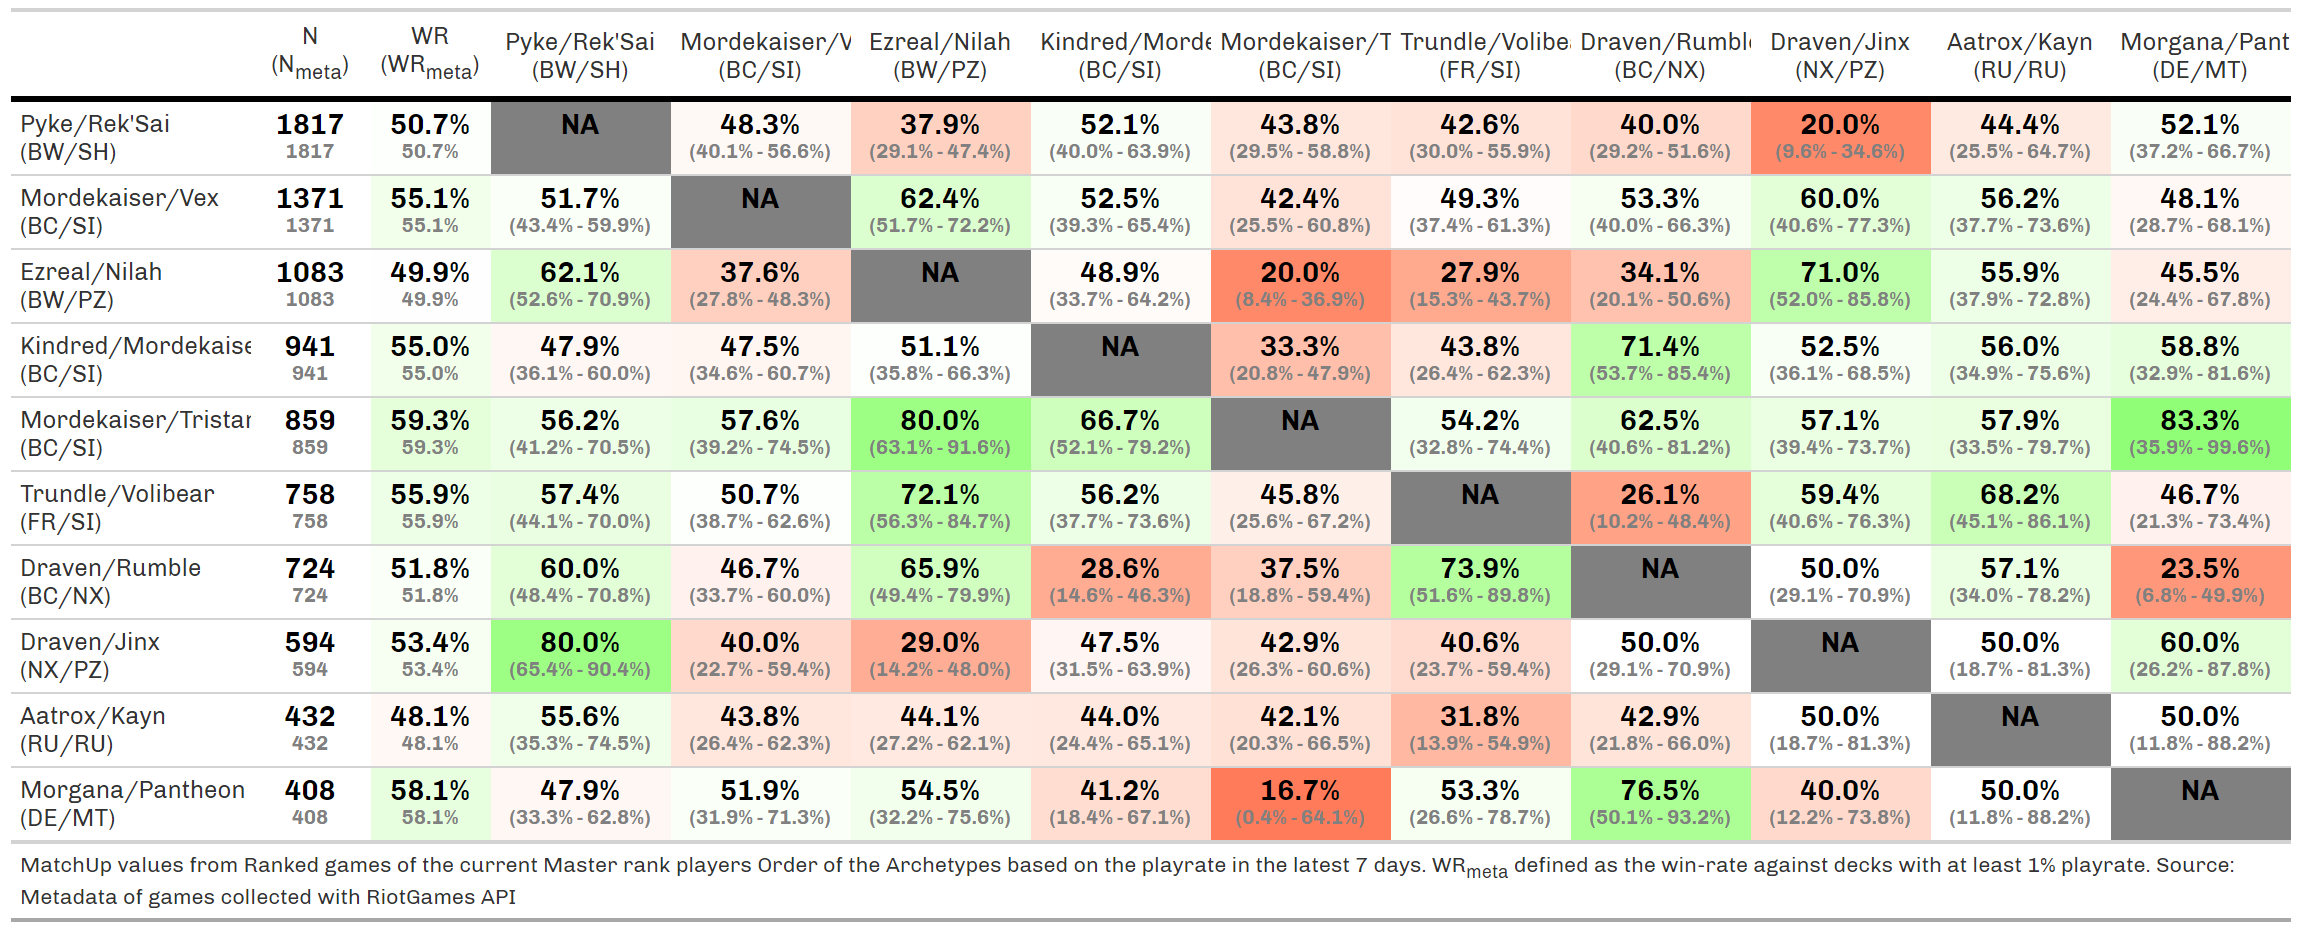 N WR Pyke/Rek'Sai Mordekaiser/V Ezreal/Nilah Kindred/Morde Mordekaiser/T Trundle/Volibea Draven/Rumble Draven/Jinx Aatrox/Kayn Morgana/Pant
(Nmeta) (WRmeta) (BW/SH) (BC/SI) (BW/PZ) (BC/SI) (BC/SI) (FR/SI) (BC/NX) (NX/PZ) (RU/RU) (DE/MT)
Pyke/Rek'Sai 1817 50.7% NA 48.3% 37.9% 52.1% 43.8% 42.6% 40.0% 20.0% 44.4% 52.1%
(BW/SH) 1817 50.7% (40.1% - 56.6%) (29.1% - 47.4%) (40.0% - 63.9%) (29.5% - 58.8%) (30.0% - 55.9%) (29.2% - 51.6%) (9.6% - 34.6%) (25.5% - 64.7%) (37.2% - 66.7%)
Mordekaiser/Vex 1371 55.1% 51.7% NA 62.4% 52.5% 42.4% 49.3% 53.3% 60.0% 56.2% 48.1%
(BC/SI) 1371 55.1% (43.4% - 59.9%) (51.7% - 72.2%) (39.3% - 65.4%) (25.5% - 60.8%) (37.4% - 61.3%) (40.0% - 66.3%) (40.6% - 77.3%) (37.7% - 73.6%) (28.7% - 68.1%)
Ezreal/Nilah 1083 49.9% 62.1% 37.6% NA 48.9% 20.0% 27.9% 34.1% 71.0% 55.9% 45.5%
(BW/PZ) 1083 49.9% (52.6% - 70.9%) (27.8% - 48.3%) (33.7% - 64.2%) (8.4% - 36.9%) (15.3% - 43.7%) (20.1% - 50.6%) (52.0% - 85.8%) (37.9% - 72.8%) (24.4% - 67.8%)
Kindred/Mordekaise 941 55.0% 47.9% 47.5% 51.1% NA 33.3% 43.8% 71.4% 52.5% 56.0% 58.8%
(BC/SI) 941 55.0% (36.1% - 60.0%) (34.6% - 60.7%) (35.8% - 66.3%) (20.8% - 47.9%) (26.4% - 62.3%) (53.7% - 85.4%) (36.1% - 68.5%) (34.9% - 75.6%) (32.9% - 81.6%)
Mordekaiser/Tristar 859 59.3% 56.2% 57.6% 80.0% 66.7% NA 54.2% 62.5% 57.1% 57.9% 83.3%
(BC/SI) 859 59.3% (41.2% - 70.5%) (39.2% - 74.5%) (63.1% - 91.6%) (52.1% - 79.2%) (32.8% - 74.4%) (40.6% - 81.2%) (39.4% - 73.7%) (33.5% - 79.7%) (35.9% - 99.6%)
Trundle/Volibear 758 55.9% 57.4% 50.7% 72.1% 56.2% 45.8% NA 26.1% 59.4% 68.2% 46.7%
(FR/SI) 758 55.9% (44.1% - 70.0%) (38.7% - 62.6%) (56.3% - 84.7%) (37.7% - 73.6%) (25.6% - 67.2%) (10.2% - 48.4%) (40.6% - 76.3%) (45.1% - 86.1%) (21.3% - 73.4%)
Draven/Rumble 724 51.8% 60.0% 46.7% 65.9% 28.6% 37.5% 73.9% NA 50.0% 57.1% 23.5%
(BC/NX) 724 51.8% (48.4% - 70.8%) (33.7% - 60.0%) (49.4% - 79.9%) (14.6% - 46.3%) (18.8% - 59.4%) (51.6% - 89.8%) (29.1% - 70.9%) (34.0% - 78.2%) (6.8% - 49.9%)
Draven/Jinx 594 53.4% 80.0% 40.0% 29.0% 47.5% 42.9% 40.6% 50.0% NA 50.0% 60.0%
(NX/PZ) 594 53.4% (65.4% - 90.4%) (22.7% - 59.4%) (14.2% - 48.0%) (31.5% - 63.9%) (26.3% - 60.6%) (23.7% - 59.4%) (29.1% - 70.9%) (18.7% - 81.3%) (26.2% - 87.8%)
Aatrox/Kayn 432 48.1% 55.6% 43.8% 44.1% 44.0% 42.1% 31.8% 42.9% 50.0% NA 50.0%
(RU/RU) 432 48.1% (35.3% - 74.5%) (26.4% - 62.3%) (27.2% - 62.1%) (24.4% - 65.1%) (20.3% - 66.5%) (13.9% - 54.9%) (21.8% - 66.0%) (18.7% - 81.3%) (11.8% - 88.2%)
Morgana/Pantheon 408 58.1% 47.9% 51.9% 54.5% 41.2% 16.7% 53.3% 76.5% 40.0% 50.0% NA
(DE/MT) 408 58.1% (33.3% - 62.8%) (31.9% - 71.3%) (32.2% - 75.6%) (18.4% - 67.1%) (0.4% - 64.1%) (26.6% - 78.7%) (50.1% - 93.2%) (12.2% - 73.8%) (11.8% - 88.2%)
MatchUp values from Ranked games of the current Master rank players Order of the Archetypes based on the playrate in the latest 7 days. WRmeta defined as the win-rate against decks with at least 1% playrate. Source:
Metadata of games collected with RiotGames API